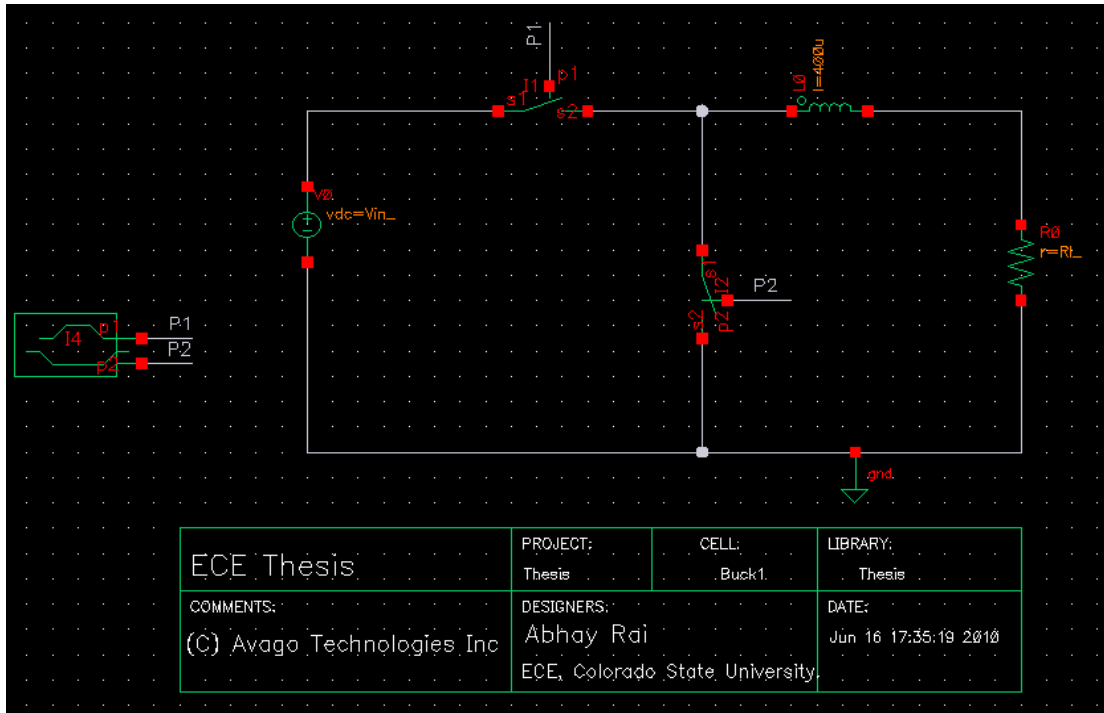 P1
I1
p1
s1
s2
L0
l=400u
V0
vdc=Vin_
R0
r=Rl_
s1
I2
P2
s2
p2
p1
P1
I4
P2
p2
gnd
ECE Thesis
PROJECT:
Thesis
CELL:
Buck1
LIBRARY:
Thesis
COMMENTS:
(C) Avago Technologies Inc
DESIGNERS:
Abhay Rai
ECE, Colorado State University.
DATE:
Jun 16 17:35:19 2010